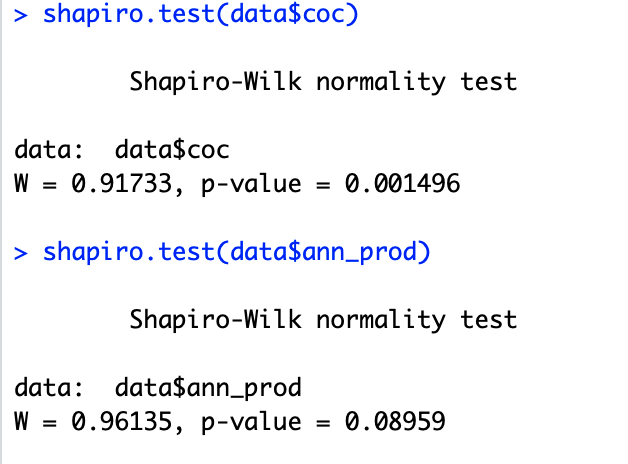 > shapiro.test(data$coc)
Shapiro-Wilk normality test
data:  data$coc
W = 0.91733, p-value = 0.001496
> shapiro.test(data$ann_prod)
Shapiro-Wilk normality test
data:  data$ann_prod
W = 0.96135, p-value = 0.08959